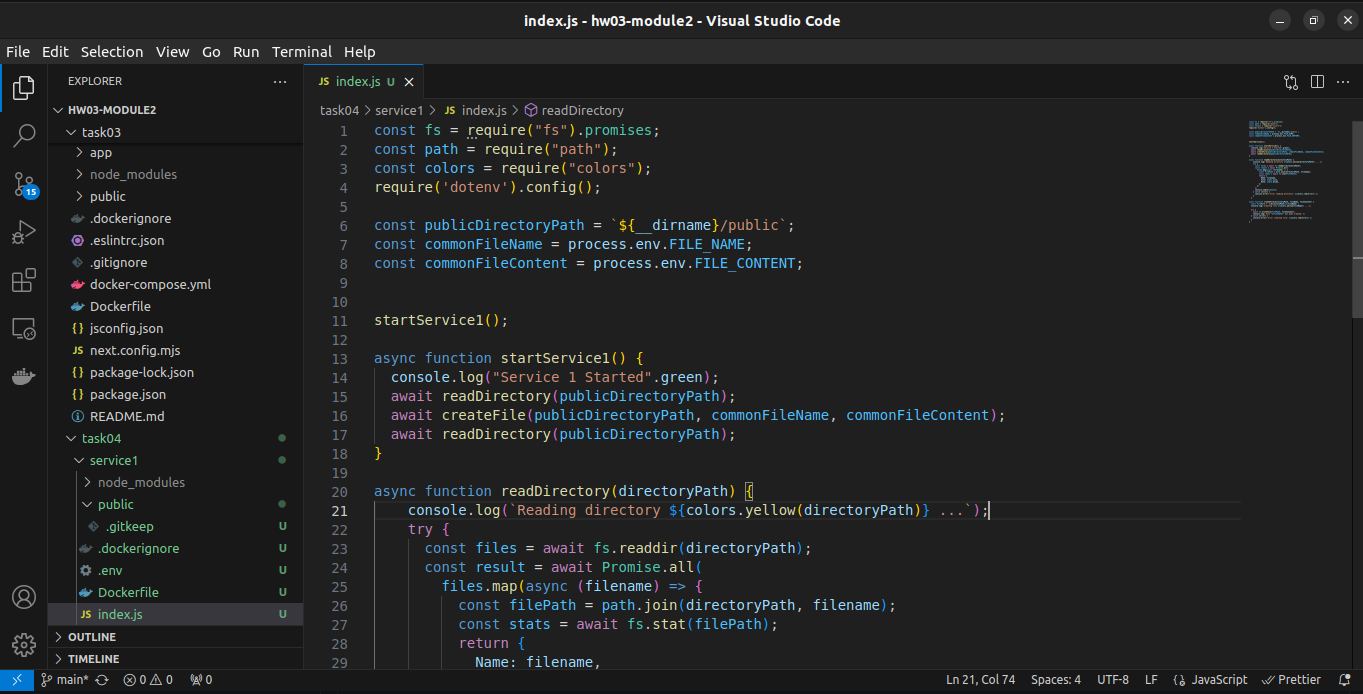 index.js - hw03-module2 - Visual Studio Code
File Edit Selection View Go Run Terminal Help
EXPLORER
HW03-MODULE2
task03
app
node_modules
public
.dockerignore
.eslintrc.json
.gitignore
docker-compose.yml
Dockerfile
{} jsconfig.json
JS next.config.mjs
{} package-lock.json
{} package.json
README.md
task04
service1
node_modules
public
.gitkeep U
.dockerignore U
.env U
Dockerfile U
JS index.js U
OUTLINE
TIMELINE
15
JS index.js U
task04 > service1 > JS index.js > readDirectory
1 const fs = require("fs").promises;
2 const path = require("path");
3 const colors = require("colors");
4 require('dotenv').config();
5
6 const publicDirectoryPath = `${__dirname}/public`;
7 const commonFileName = process.env.FILE_NAME;
8 const commonFileContent = process.env.FILE_CONTENT;
9
10
11 startService1();
12
13 async function startService1() {
14 console.log("Service 1 Started".green);
15 await readDirectory(publicDirectoryPath);
16 await createFile(publicDirectoryPath, commonFileName, commonFileContent);
17 await readDirectory(publicDirectoryPath);
18 }
19
20 async function readDirectory(directoryPath) {
21 console.log(`Reading directory ${colors.yellow(directoryPath)} ...`);
22 try {
23 const files = await fs.readdir(directoryPath);
24 const result = await Promise.all(
25 files.map(async (filename) => {
26 const filePath = path.join(directoryPath, filename);
27 const stats = await fs.stat(filePath);
28 return {
29 Name: filename,
main* 0 0 0 Ln 21, Col 74 Spaces: 4 UTF-8 LF {} JavaScript Prettier